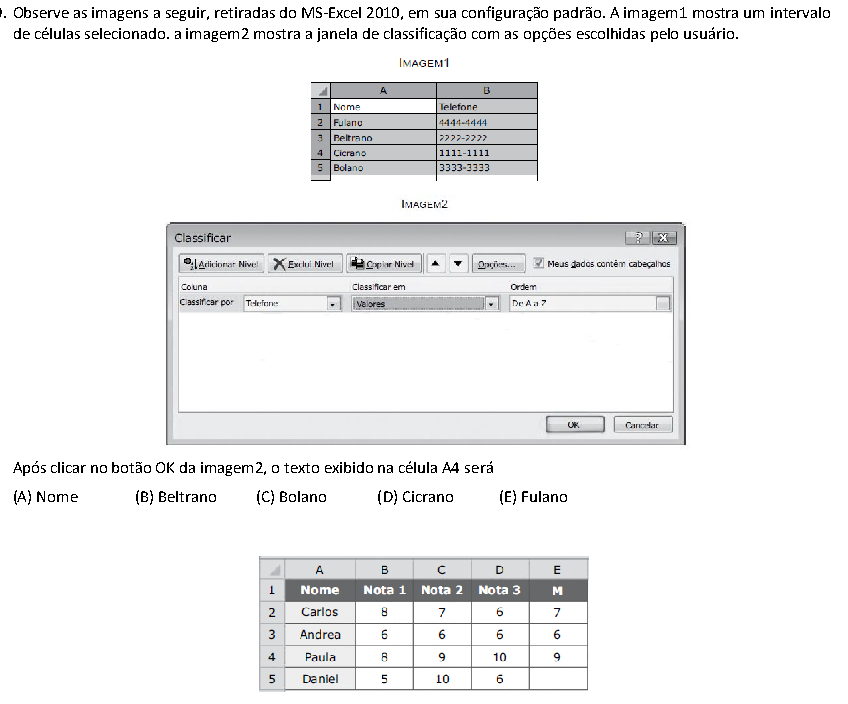 . Observe as imagens a seguir, retiradas do MS-Excel 2010, em sua configuração padrão. A imagem1 mostra um intervalo
de células selecionado. a imagem2 mostra a janela de classificação com as opções escolhidas pelo usuário.
IMAGEM1
A B
1 Nome Telefone
2 Fulano 4444-4444
3 Beltrano 2222-2222
4 Cicrano 1111-1111
5 Bolano 3333-3333
IMAGEM2
Classificar ? X
Adicionar Nível Excluí Nível Copiar Nível Opções... Meus dados contêm cabeçalhos
Coluna Classificar em Ordem
Classificar por Telefone Valores De A a Z
OK Cancelar
Após clicar no botão OK da imagem2, o texto exibido na célula A4 será
(A) Nome (B) Beltrano (C) Bolano (D) Cicrano (E) Fulano
A B C D E
1 Nome Nota 1 Nota 2 Nota 3 M
2 Carlos 8 7 6 7
3 Andrea 6 6 6 6
4 Paula 8 9 10 9
5 Daniel 5 10 6